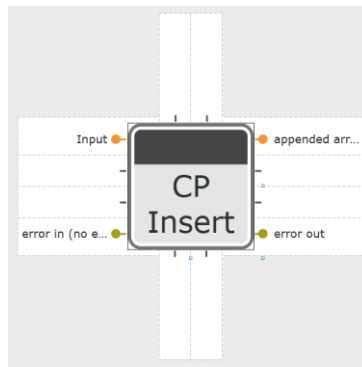 Input
appended arr...
CP
Insert
error in (no e...
error out